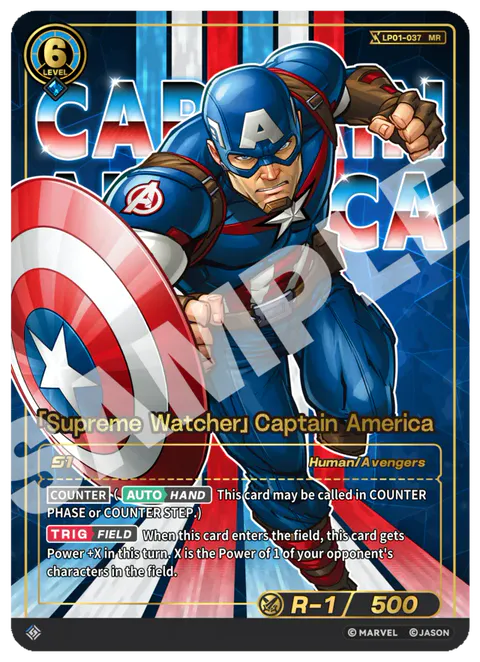 6
LEVEL
LP01-037 MR
CAPTAIN
AMERICA
SAMPLE
「Supreme Watcher」 Captain America
S1 Human/Avengers
COUNTER ( AUTO HAND This card may be called in COUNTER
PHASE or COUNTER STEP.)
TRIG FIELD When this card enters the field, this card gets
Power +X in this turn. X is the Power of 1 of your opponent's
characters in the field.
R-1 / 500
© MARVEL © JASON